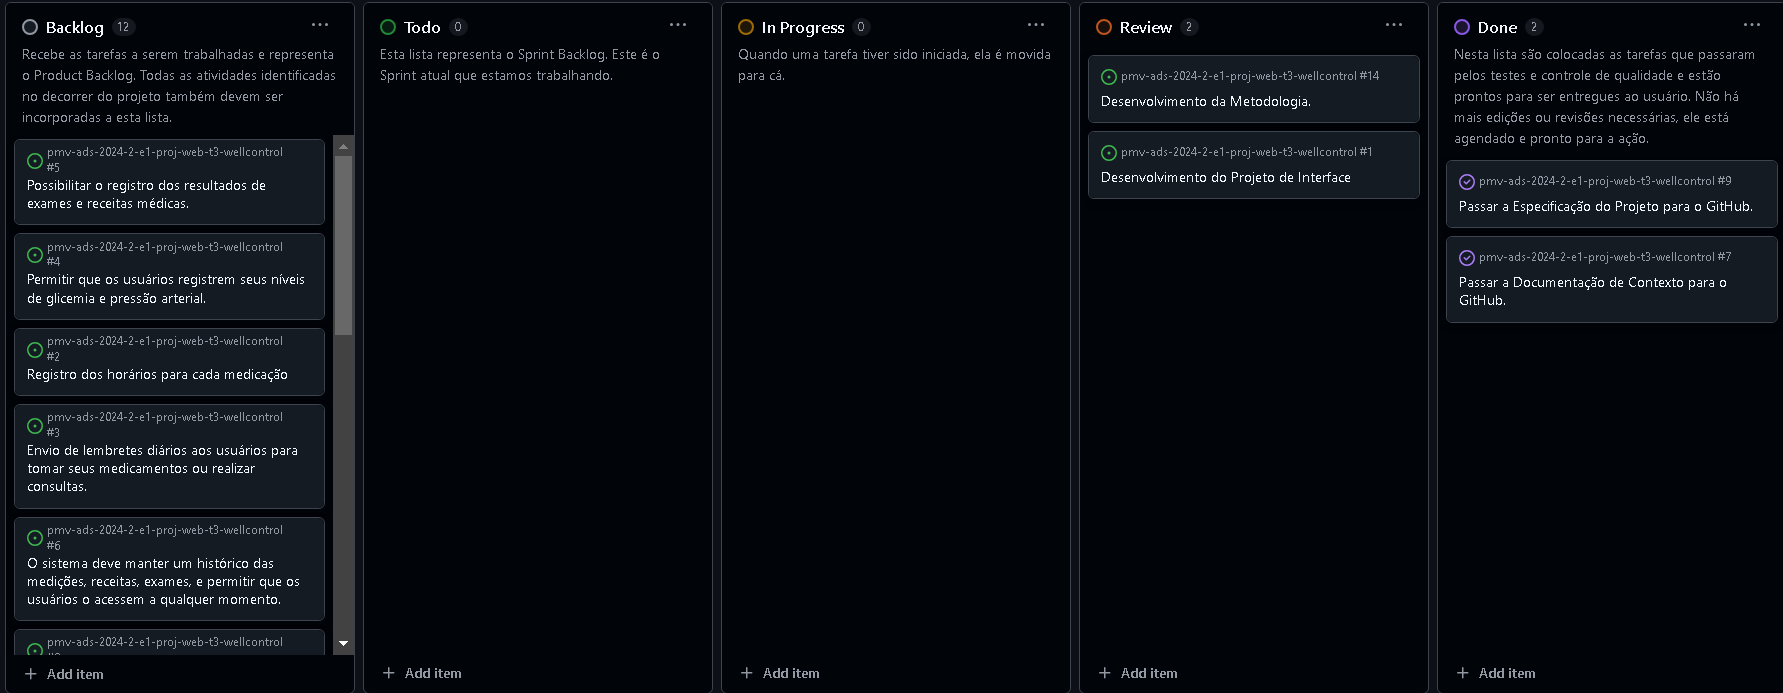 Backlog 12 ...
Recebe as tarefas a serem trabalhadas e representa
o Product Backlog. Todas as atividades identificadas
no decorrer do projeto também devem ser
incorporadas a esta lista.
pmv-ads-2024-2-e1-proj-web-t3-wellcontrol
#5
Possibilitar o registro dos resultados de
exames e receitas médicas.
pmv-ads-2024-2-e1-proj-web-t3-wellcontrol
#4
Permitir que os usuários registrem seus níveis
de glicemia e pressão arterial.
pmv-ads-2024-2-e1-proj-web-t3-wellcontrol
#2
Registro dos horários para cada medicação
pmv-ads-2024-2-e1-proj-web-t3-wellcontrol
#3
Envio de lembretes diários aos usuários para
tomar seus medicamentos ou realizar
consultas.
pmv-ads-2024-2-e1-proj-web-t3-wellcontrol
#6
O sistema deve manter um histórico das
medições, receitas, exames, e permitir que os
usuários o acessem a qualquer momento.
pmv-ads-2024-2-e1-proj-web-t3-wellcontrol
+ Add item
Todo 0 ...
Esta lista representa o Sprint Backlog. Este é o
Sprint atual que estamos trabalhando.
+ Add item
In Progress 0 ...
Quando uma tarefa tiver sido iniciada, ela é movida
para cá.
+ Add item
Review 2 ...
pmv-ads-2024-2-e1-proj-web-t3-wellcontrol #14
Desenvolvimento da Metodologia.
pmv-ads-2024-2-e1-proj-web-t3-wellcontrol #1
Desenvolvimento do Projeto de Interface
+ Add item
Done 2 ...
Nesta lista são colocadas as tarefas que passaram
pelos testes e controle de qualidade e estão
prontos para ser entregues ao usuário. Não há
mais edições ou revisões necessárias, ele está
agendado e pronto para a ação.
pmv-ads-2024-2-e1-proj-web-t3-wellcontrol #9
Passar a Especificação do Projeto para o GitHub.
pmv-ads-2024-2-e1-proj-web-t3-wellcontrol #7
Passar a Documentação de Contexto para o
GitHub.
+ Add item